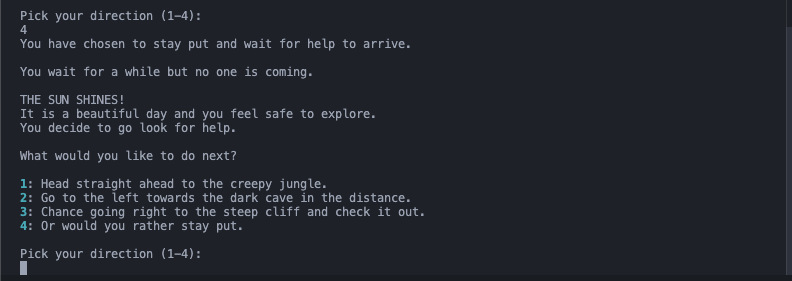 Pick your direction (1-4):
4
You have chosen to stay put and wait for help to arrive.
You wait for a while but no one is coming.
THE SUN SHINES!
It is a beautiful day and you feel safe to explore.
You decide to go look for help.
What would you like to do next?
1: Head straight ahead to the creepy jungle.
2: Go to the left towards the dark cave in the distance.
3: Chance going right to the steep cliff and check it out.
4: Or would you rather stay put.
Pick your direction (1-4):